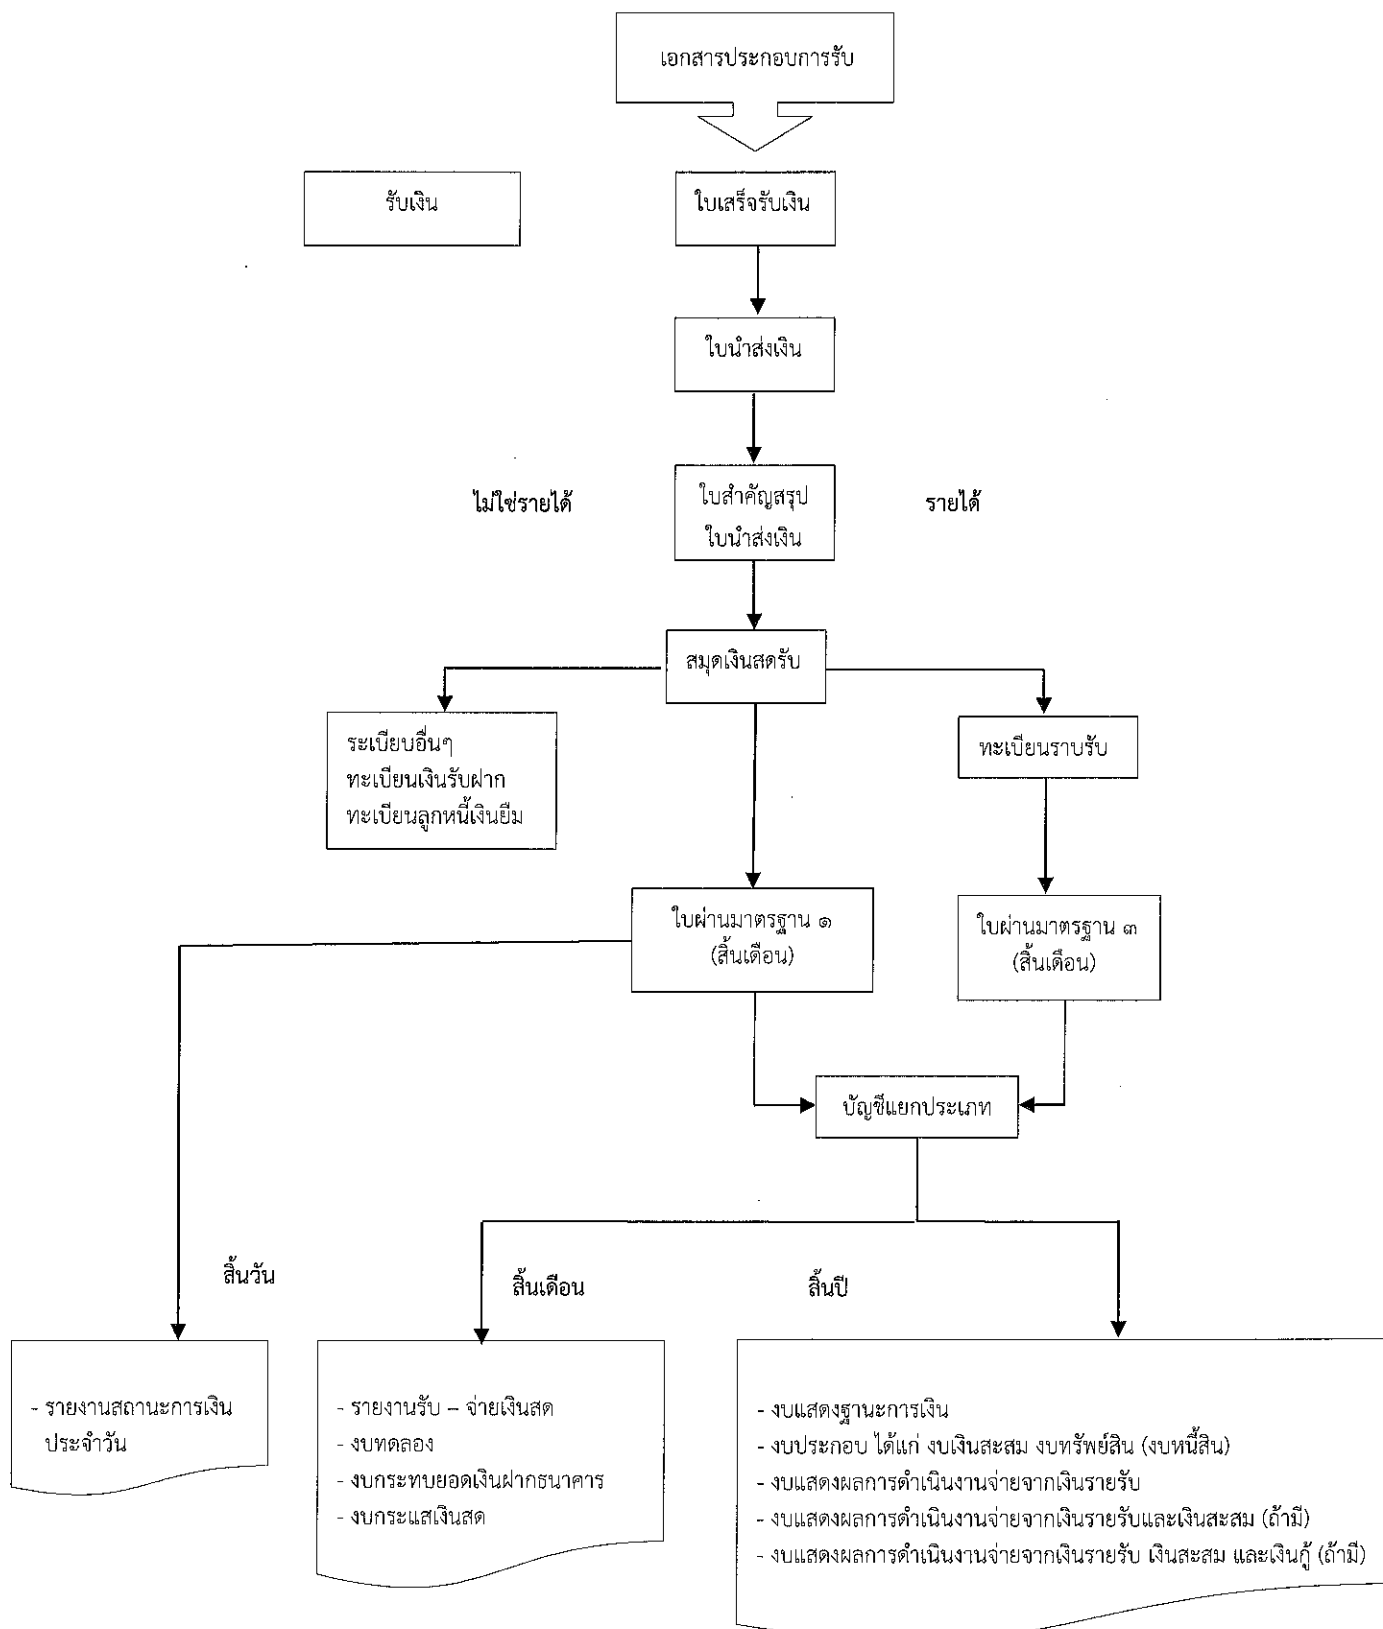 เอกสารประกอบการรับ
รับเงิน
ใบเสร็จรับเงิน
ใบนำส่งเงิน
ไม่ใช่รายได้
ใบสำคัญสรุป
ใบนำส่งเงิน
รายได้
สมุดเงินสดรับ
ระเบียบอื่นๆ
ทะเบียนเงินรับฝาก
ทะเบียนลูกหนี้เงินยืม
ทะเบียนราบรับ
ใบผ่านมาตรฐาน ๑
(สิ้นเดือน)
ใบผ่านมาตรฐาน ๓
(สิ้นเดือน)
บัญชีแยกประเภท
สิ้นวัน
สิ้นเดือน
สิ้นปี
- รายงานสถานะการเงิน
ประจำวัน
- รายงานรับ – จ่ายเงินสด
- งบทดลอง
- งบกระทบยอดเงินฝากธนาคาร
- งบกระแสเงินสด
- งบแสดงฐานะการเงิน
- งบประกอบ ได้แก่ งบเงินสะสม งบทรัพย์สิน (งบหนี้สิน)
- งบแสดงผลการดำเนินงานจ่ายจากเงินรายรับ
- งบแสดงผลการดำเนินงานจ่ายจากเงินรายรับและเงินสะสม (ถ้ามี)
- งบแสดงผลการดำเนินงานจ่ายจากเงินรายรับ เงินสะสม และเงินกู้ (ถ้ามี)